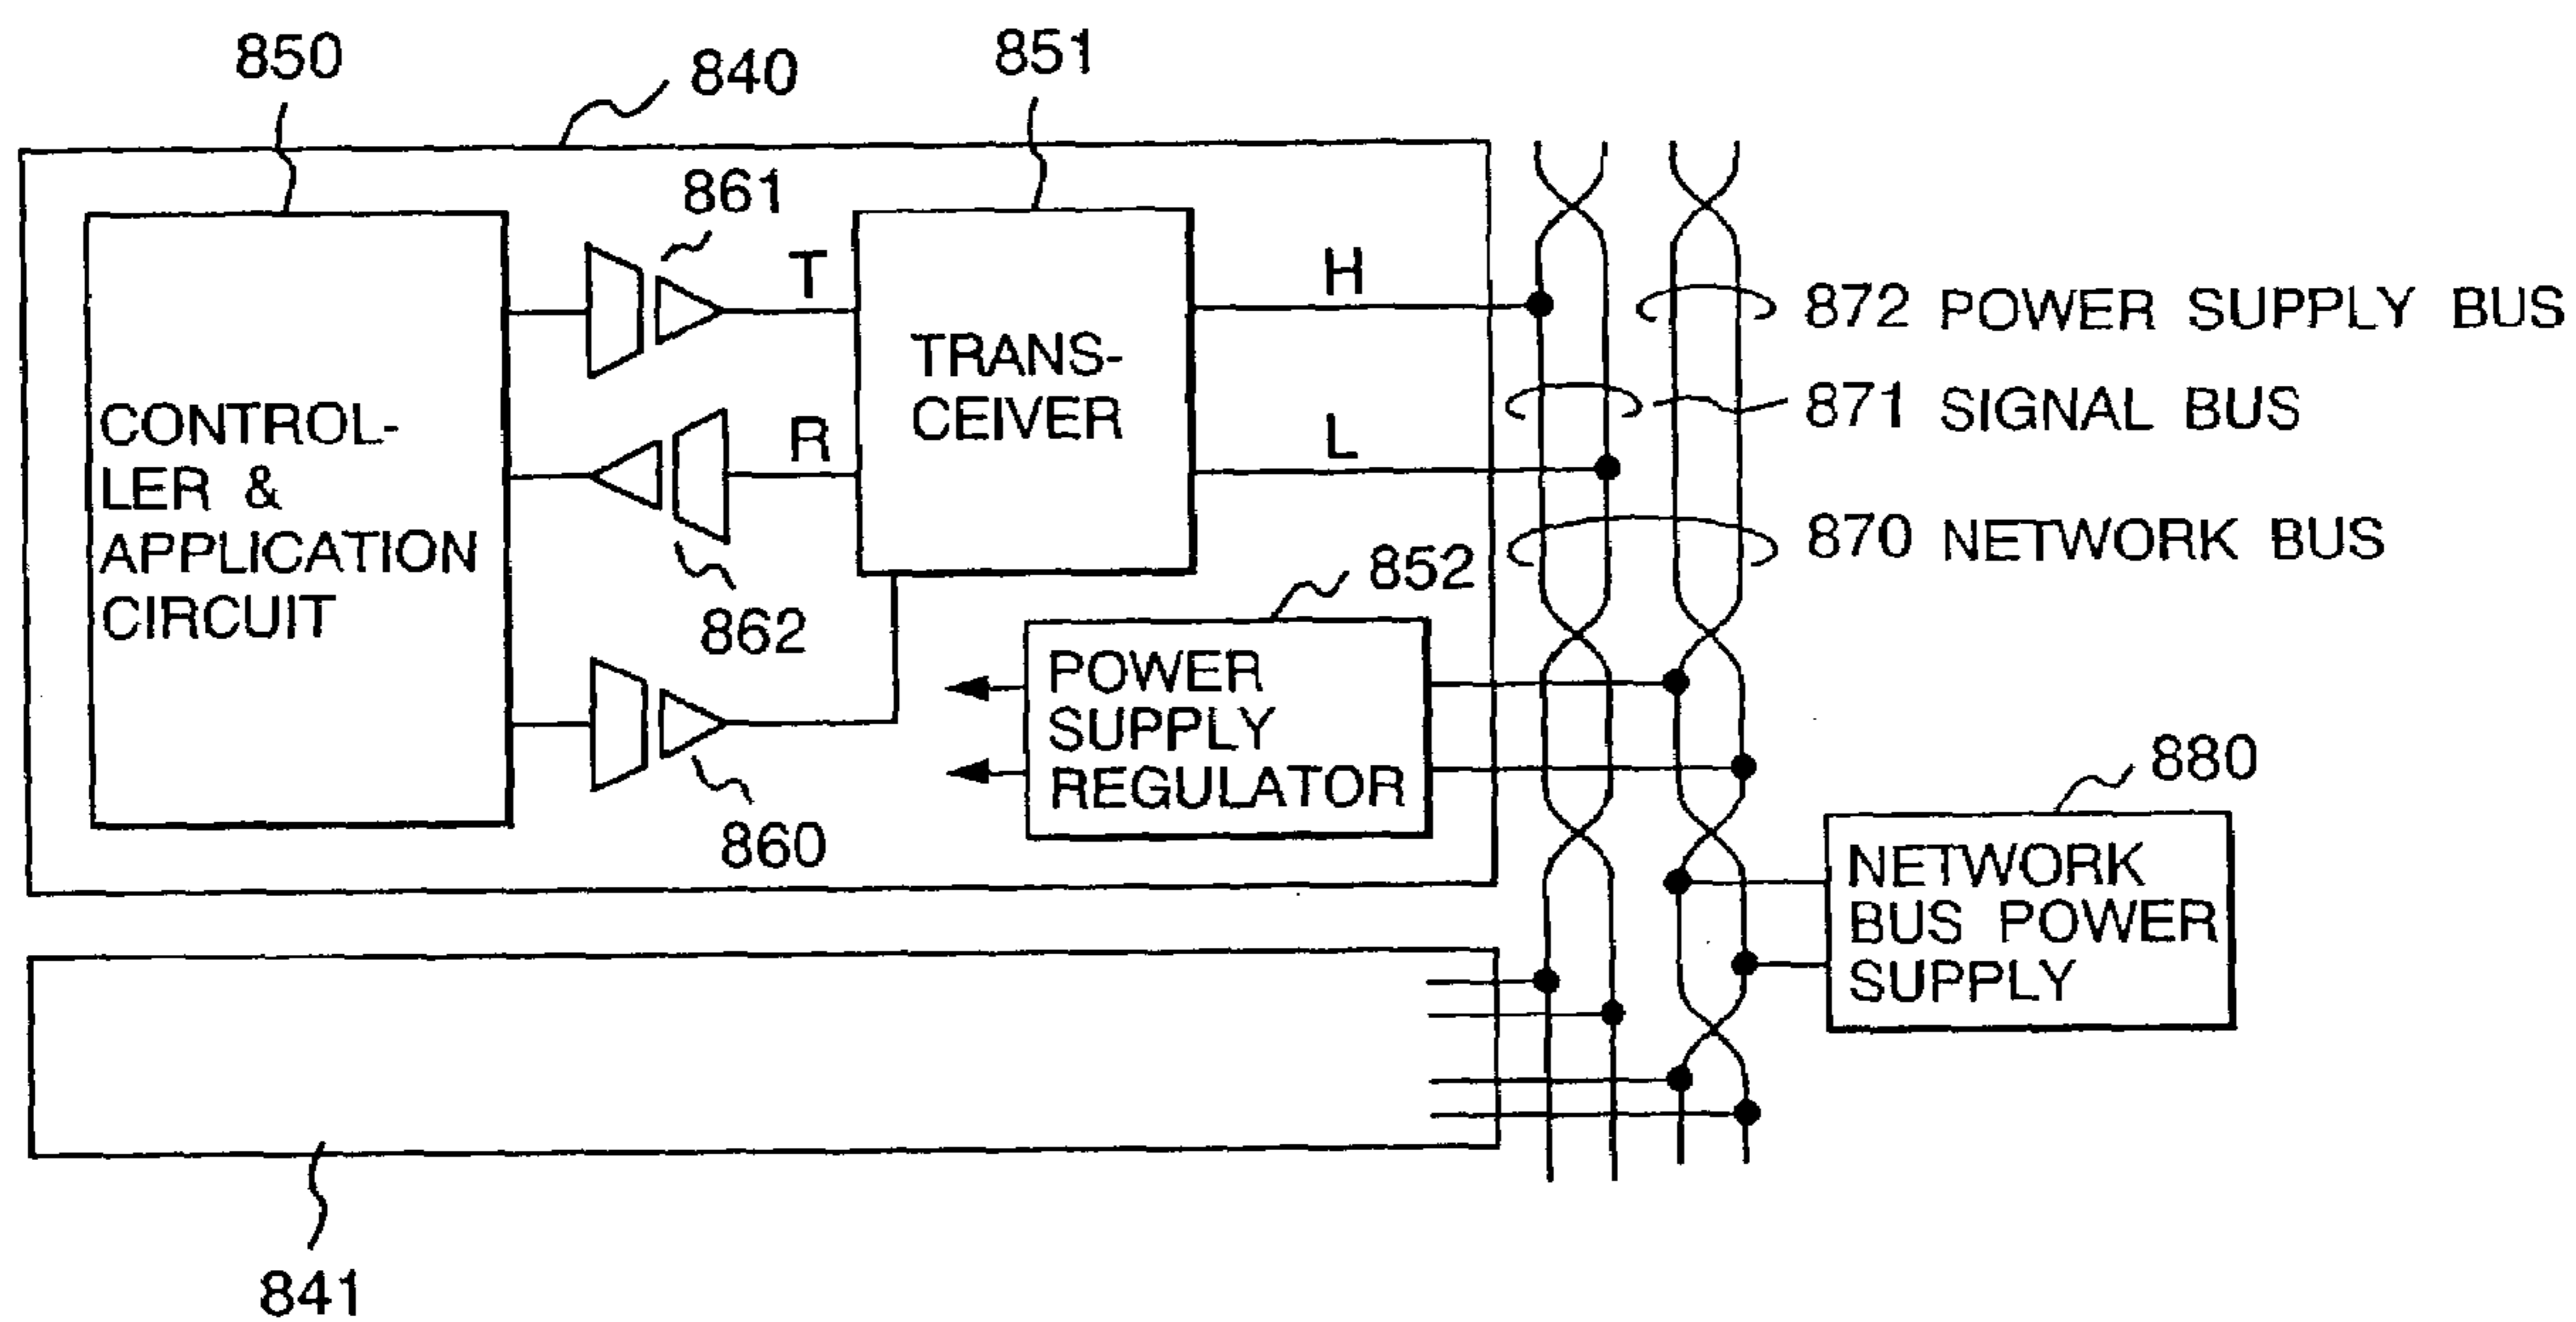 850
840
851
861
T
H
872 POWER SUPPLY BUS
TRANS-
CEIVER
871 SIGNAL BUS
CONTROL-
LER &
APPLICATION
CIRCUIT
R
L
870 NETWORK BUS
852
862
POWER
SUPPLY
REGULATOR
880
860
NETWORK
BUS POWER
SUPPLY
841